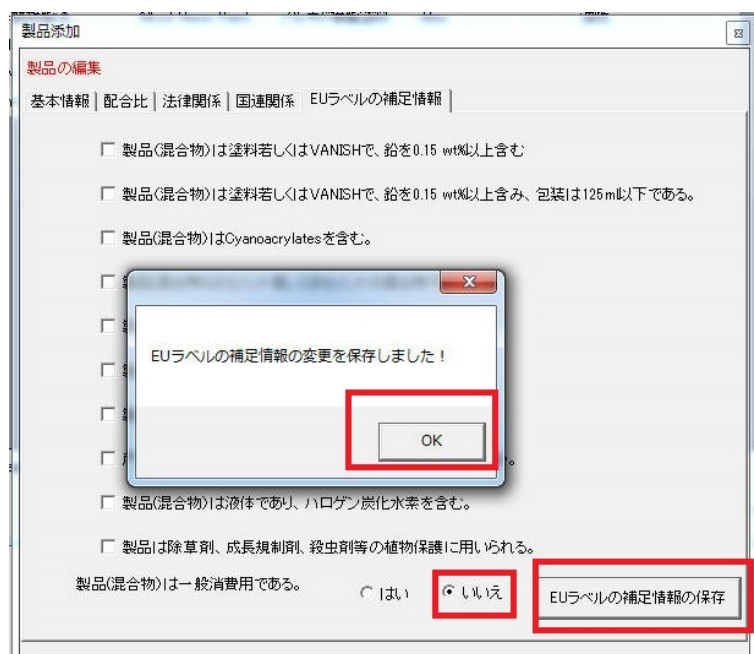 製品添加
製品の編集
基本情報 配合比 法律関係 国連関係 EUラベルの補足情報
製品(混合物)は塗料若しくはVANISHで、鉛を0.15 wt%以上含む
製品(混合物)は塗料若しくはVANISHで、鉛を0.15 wt%以上含み、包装は125ml以下である。
製品(混合物)はCyanoacrylatesを含む。
EUラベルの補足情報の変更を保存しました！
OK
製品(混合物)は液体であり、ハロゲン炭化水素を含む。
製品は除草剤、成長規制剤、殺虫剤等の植物保護に用いられる。
製品(混合物)は一般消費用である。 はい いいえ EUラベルの補足情報の保存